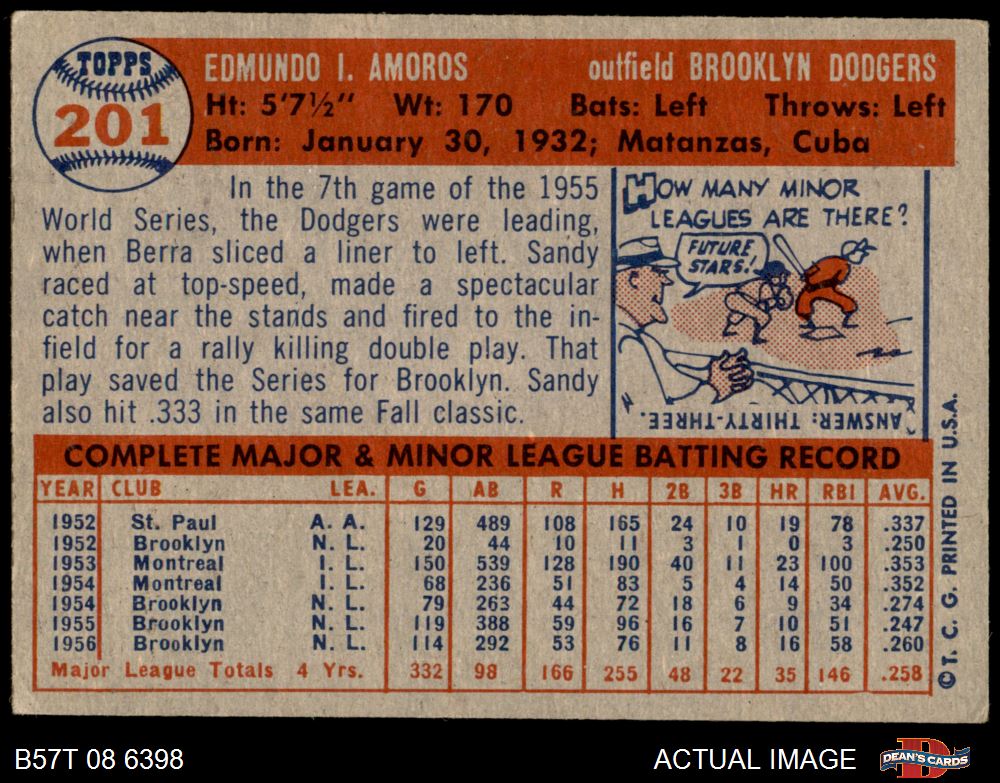 TOPPS
201
EDMUNDO I. AMOROS outfield BROOKLYN DODGERS
Ht: 5'7½" Wt: 170 Bats: Left Throws: Left
Born: January 30, 1932; Matanzas, Cuba
In the 7th game of the 1955
World Series, the Dodgers were leading,
when Berra sliced a liner to left. Sandy
raced at top-speed, made a spectacular
catch near the stands and fired to the in-
field for a rally killing double play. That
play saved the Series for Brooklyn. Sandy
also hit .333 in the same Fall classic.
HOW MANY MINOR
LEAGUES ARE THERE?
FUTURE
STARS!
ANSWER: THIRTY-THREE.
COMPLETE MAJOR & MINOR LEAGUE BATTING RECORD
YEAR CLUB LEA. G AB R H 2B 3B HR RBI AVG.
1952 St. Paul A. A. 129 489 108 165 24 10 19 78 .337
1952 Brooklyn N. L. 20 44 10 11 3 1 0 3 .250
1953 Montreal I. L. 150 539 128 190 40 11 23 100 .353
1954 Montreal I. L. 68 236 51 83 5 4 14 50 .352
1954 Brooklyn N. L. 79 263 44 72 18 6 9 34 .274
1955 Brooklyn N. L. 119 388 59 96 16 7 10 51 .247
1956 Brooklyn N. L. 114 292 53 76 11 8 16 58 .260
Major League Totals 4 Yrs. 332 98 166 255 48 22 35 146 .258
©T. C. G. PRINTED IN U.S.A.
B57T 08 6398 ACTUAL IMAGE
DEAN'S CARDS